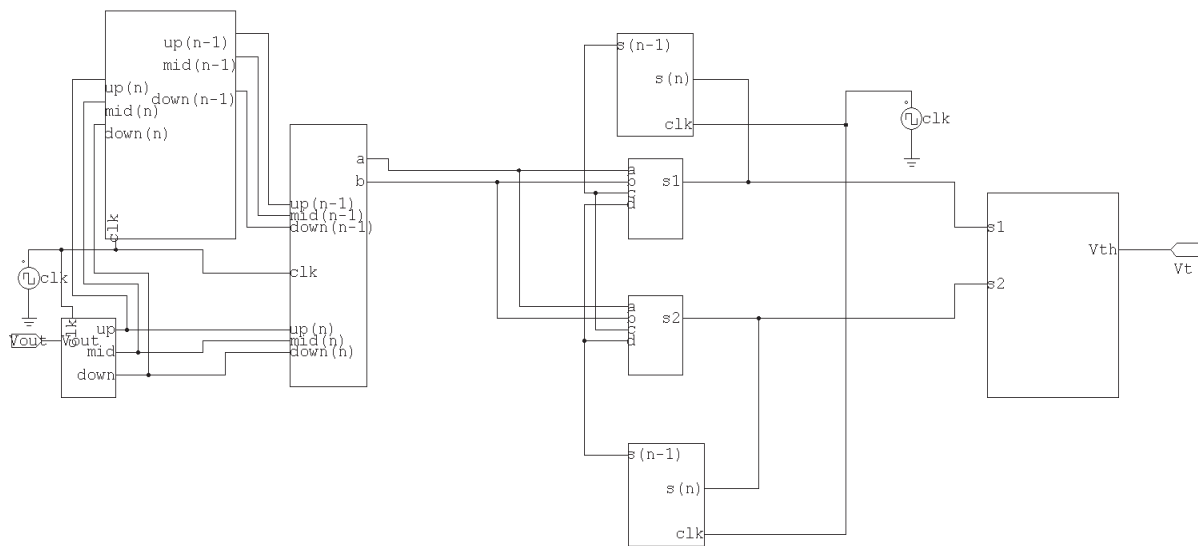 up(n-1)
mid(n-1)
down(n-1)
up(n)
mid(n)
down(n)
clk
clk
Vout
Vout
clk
up
mid
down
a
b
up(n-1)
mid(n-1)
down(n-1)
clk
up(n)
mid(n)
down(n)
s(n-1)
s(n)
clk
clk
a
b
c
d
s1
a
b
c
d
s2
s(n-1)
s(n)
clk
s1
s2
Vth
Vt